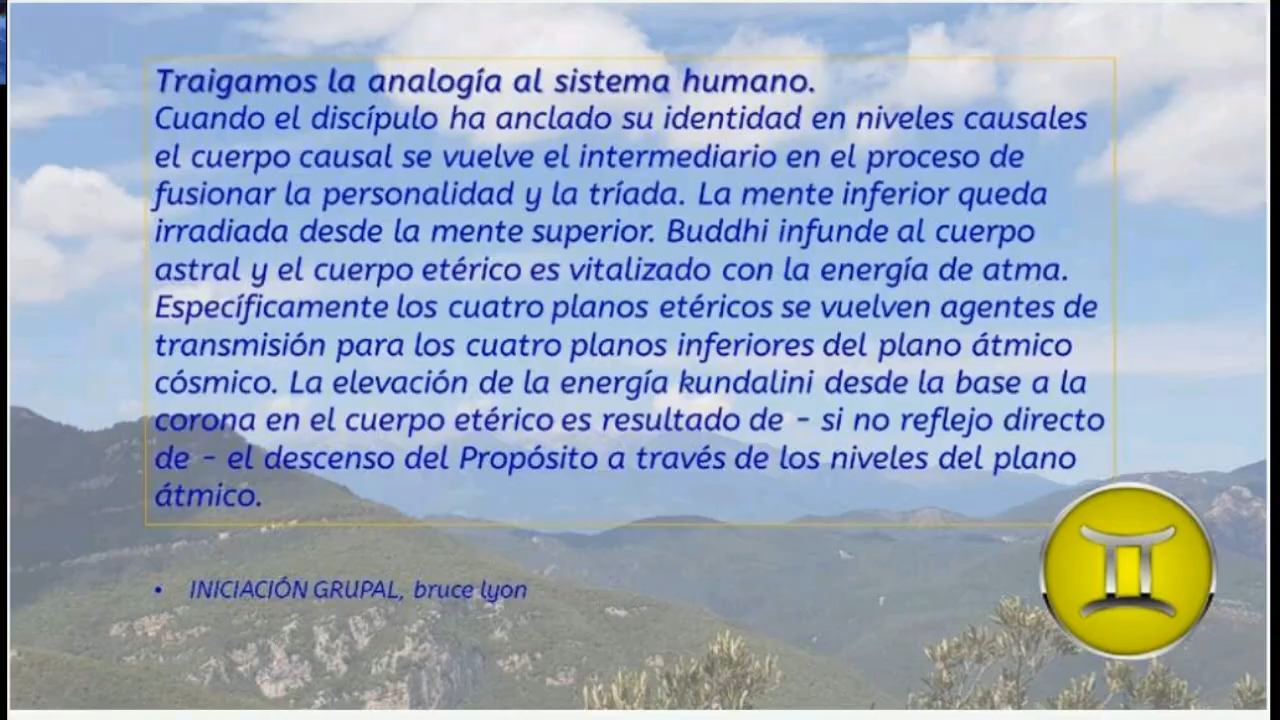 Traigamos la analogía al sistema humano.
Cuando el discípulo ha anclado su identidad en niveles causales
el cuerpo causal se vuelve el intermediario en el proceso de
fusionar la personalidad y la tríada. La mente inferior queda
irradiada desde la mente superior. Buddhi infunde al cuerpo
astral y el cuerpo etérico es vitalizado con la energía de atma.
Específicamente los cuatro planos etéricos se vuelven agentes de
transmisión para los cuatro planos inferiores del plano átmico
cósmico. La elevación de la energía kundalini desde la base a la
corona en el cuerpo etérico es resultado de - si no reflejo directo
de - el descenso del Propósito a través de los niveles del plano
átmico.
• INICIACIÓN GRUPAL, bruce lyon